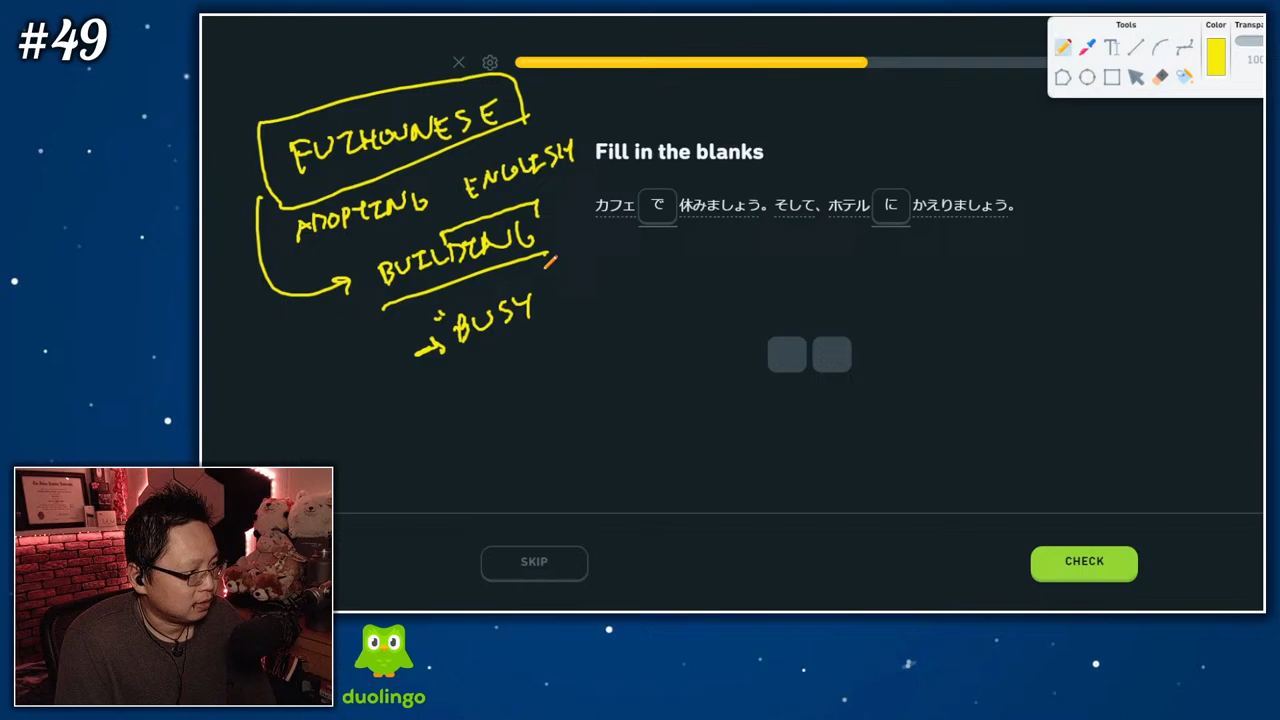 #49
Tools
Color
Transpa
100
FUZHOUNESE
ADOPTING ENGLISH
BUILDING
→ BUSY
Fill in the blanks
カフェ で 休みましょう。そして、ホテル に かえりましょう。
SKIP
CHECK
duolingo